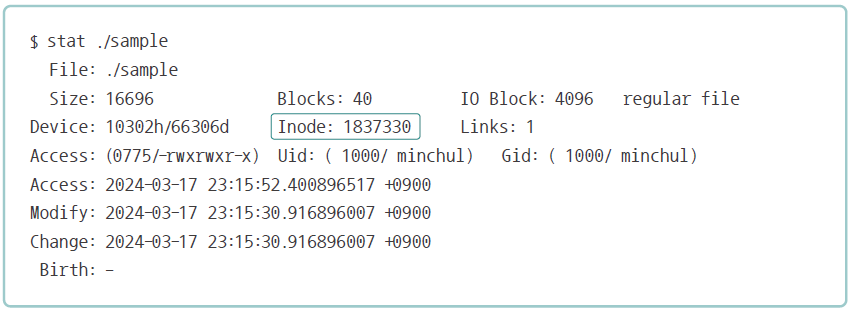 $ stat ./sample
File: ./sample
Size: 16696 Blocks: 40 IO Block: 4096 regular file
Device: 10302h/66306d Inode: 1837330 Links: 1
Access: (0775/-rwxrwxr-x) Uid: ( 1000/ minchul) Gid: ( 1000/ minchul)
Access: 2024-03-17 23:15:52.400896517 +0900
Modify: 2024-03-17 23:15:30.916896007 +0900
Change: 2024-03-17 23:15:30.916896007 +0900
Birth: -